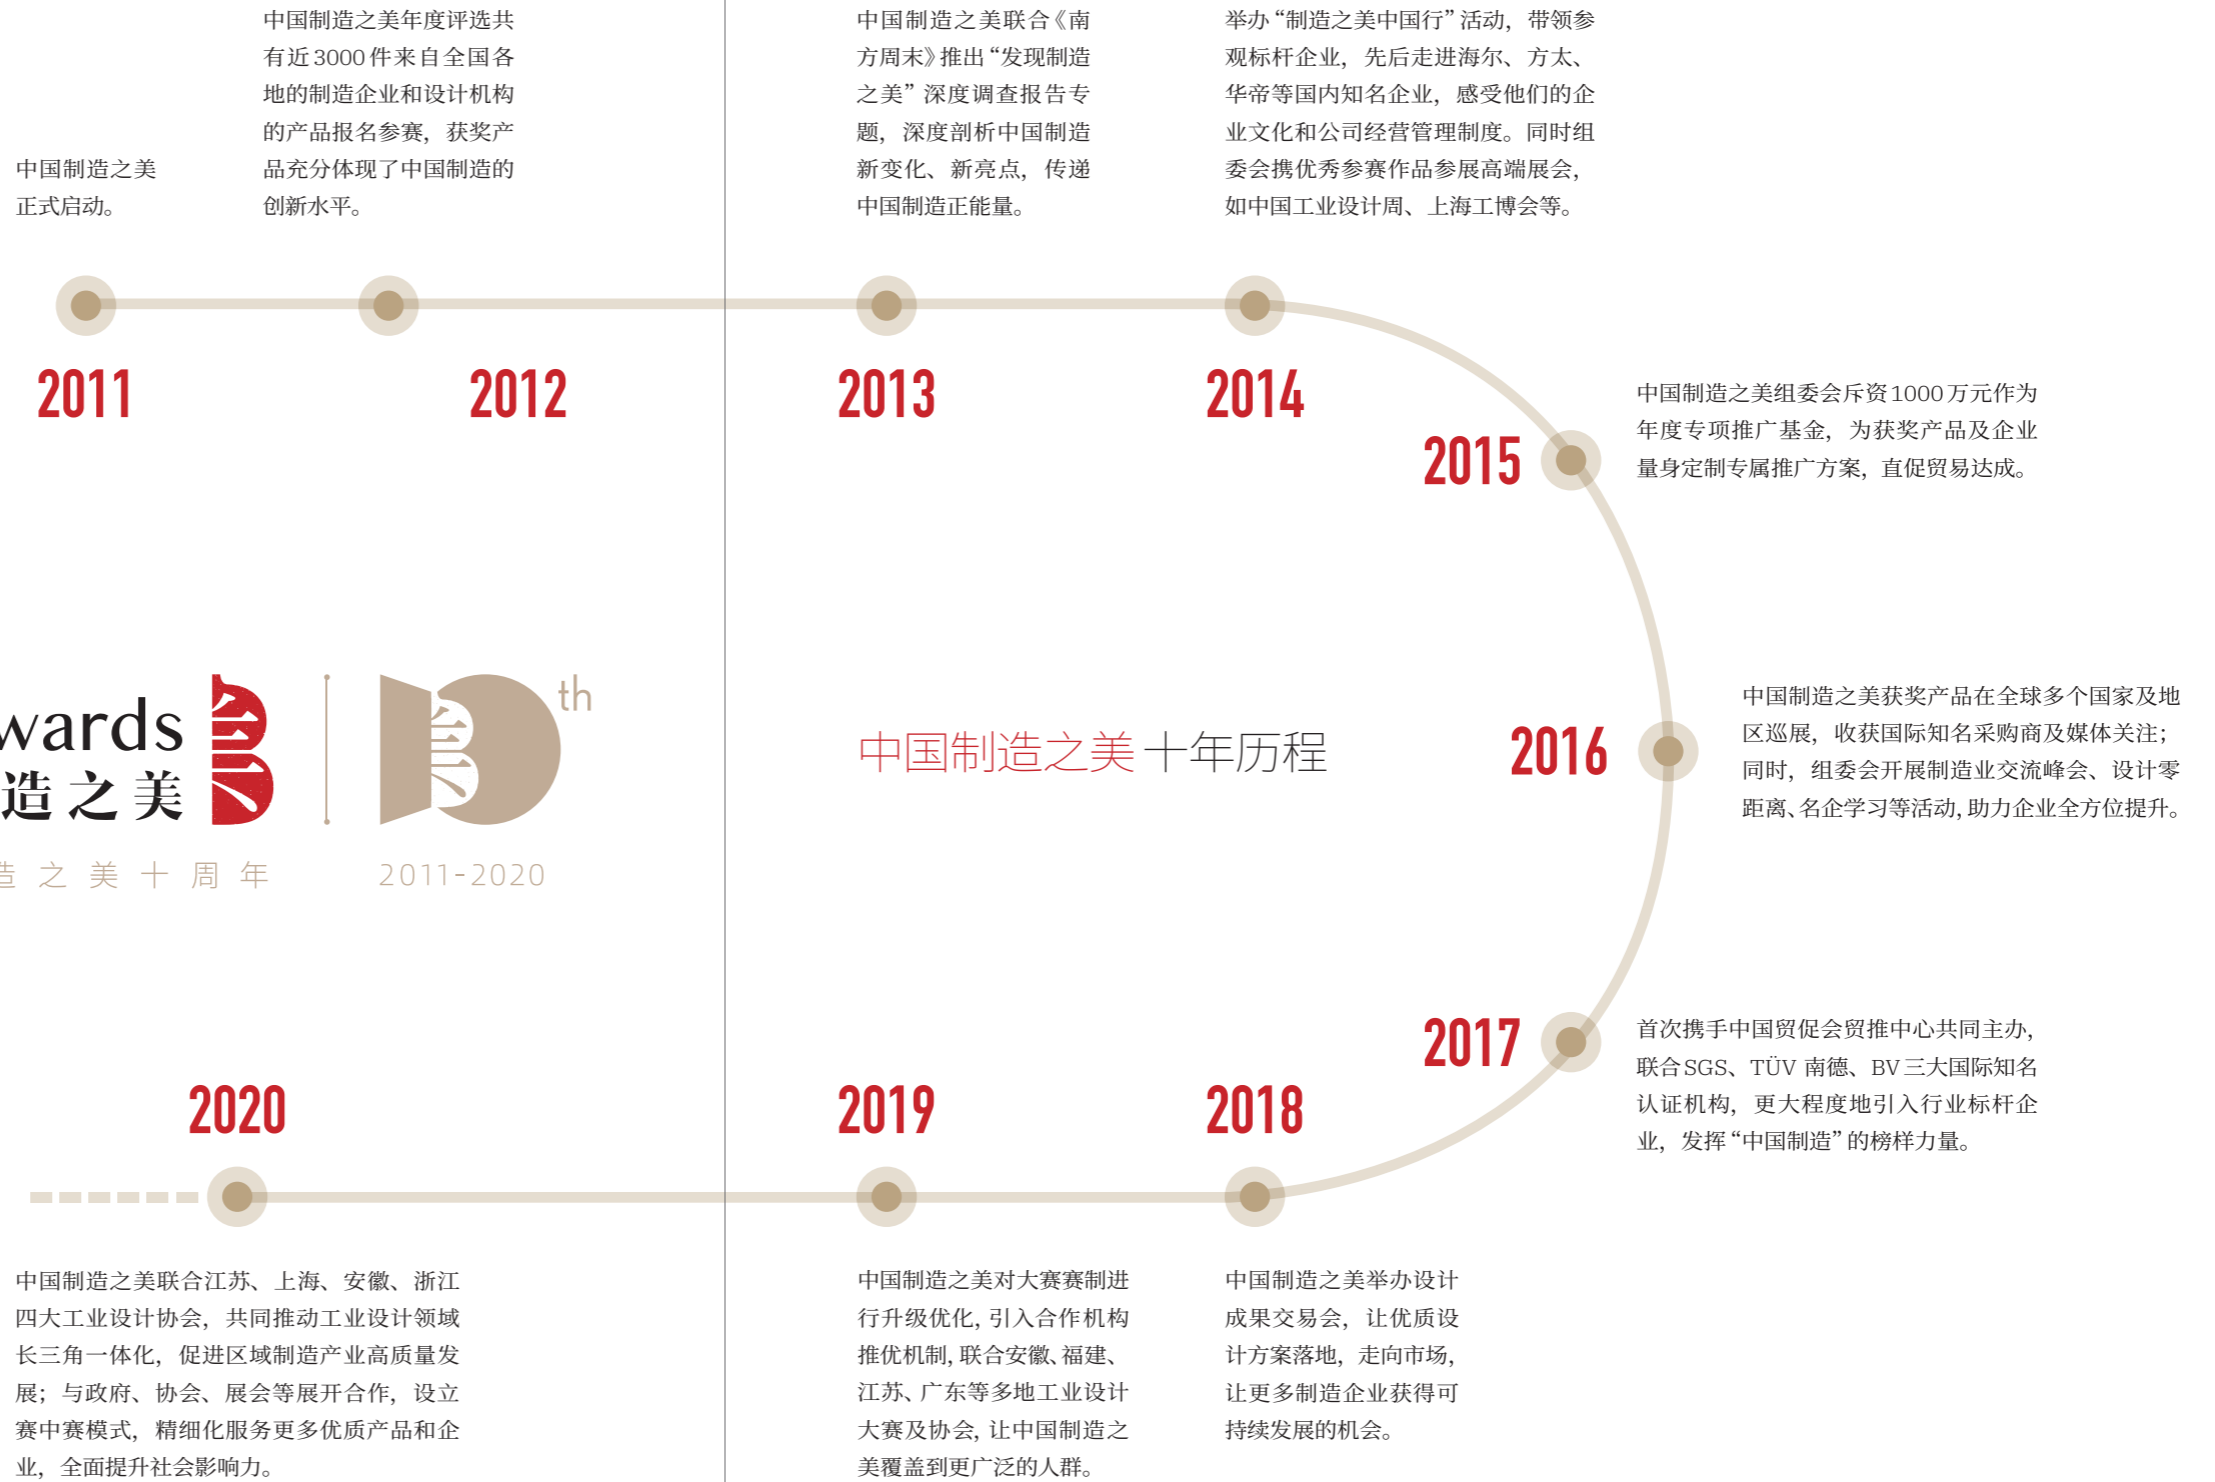 中国制造之美
正式启动。
中国制造之美年度评选共
有近3000件来自全国各
地的制造企业和设计机构
的产品报名参赛，获奖产
品充分体现了中国制造的
创新水平。
中国制造之美联合《南
方周末》推出“发现制造
之美”深度调查报告专
题，深度剖析中国制造
新变化、新亮点，传递
中国制造正能量。
举办“制造之美中国行”活动，带领参
观标杆企业，先后走进海尔、方太、
华帝等国内知名企业，感受他们的企
业文化和公司经营管理制度。同时组
委会携优秀参赛作品参展高端展会，
如中国工业设计周、上海工博会等。
2011
2012
2013
2014
2015
中国制造之美组委会斥资1000万元作为
年度专项推广基金，为获奖产品及企业
量身定制专属推广方案，直促贸易达成。
wards
造之美
美
th
造之美十周年
2011-2020
中国制造之美十年历程
2016
中国制造之美获奖产品在全球多个国家及地
区巡展，收获国际知名采购商及媒体关注；
同时，组委会开展制造业交流峰会、设计零
距离、名企学习等活动，助力企业全方位提升。
2017
首次携手中国贸促会贸推中心共同主办，
联合SGS、TÜV 南德、BV三大国际知名
认证机构，更大程度地引入行业标杆企
业，发挥“中国制造”的榜样力量。
2020
2019
2018
中国制造之美联合江苏、上海、安徽、浙江
四大工业设计协会，共同推动工业设计领域
长三角一体化，促进区域制造产业高质量发
展；与政府、协会、展会等展开合作，设立
赛中赛模式，精细化服务更多优质产品和企
业，全面提升社会影响力。
中国制造之美对大赛赛制进
行升级优化，引入合作机构
推优机制，联合安徽、福建、
江苏、广东等多地工业设计
大赛及协会，让中国制造之
美覆盖到更广泛的人群。
中国制造之美举办设计
成果交易会，让优质设
计方案落地，走向市场，
让更多制造企业获得可
持续发展的机会。